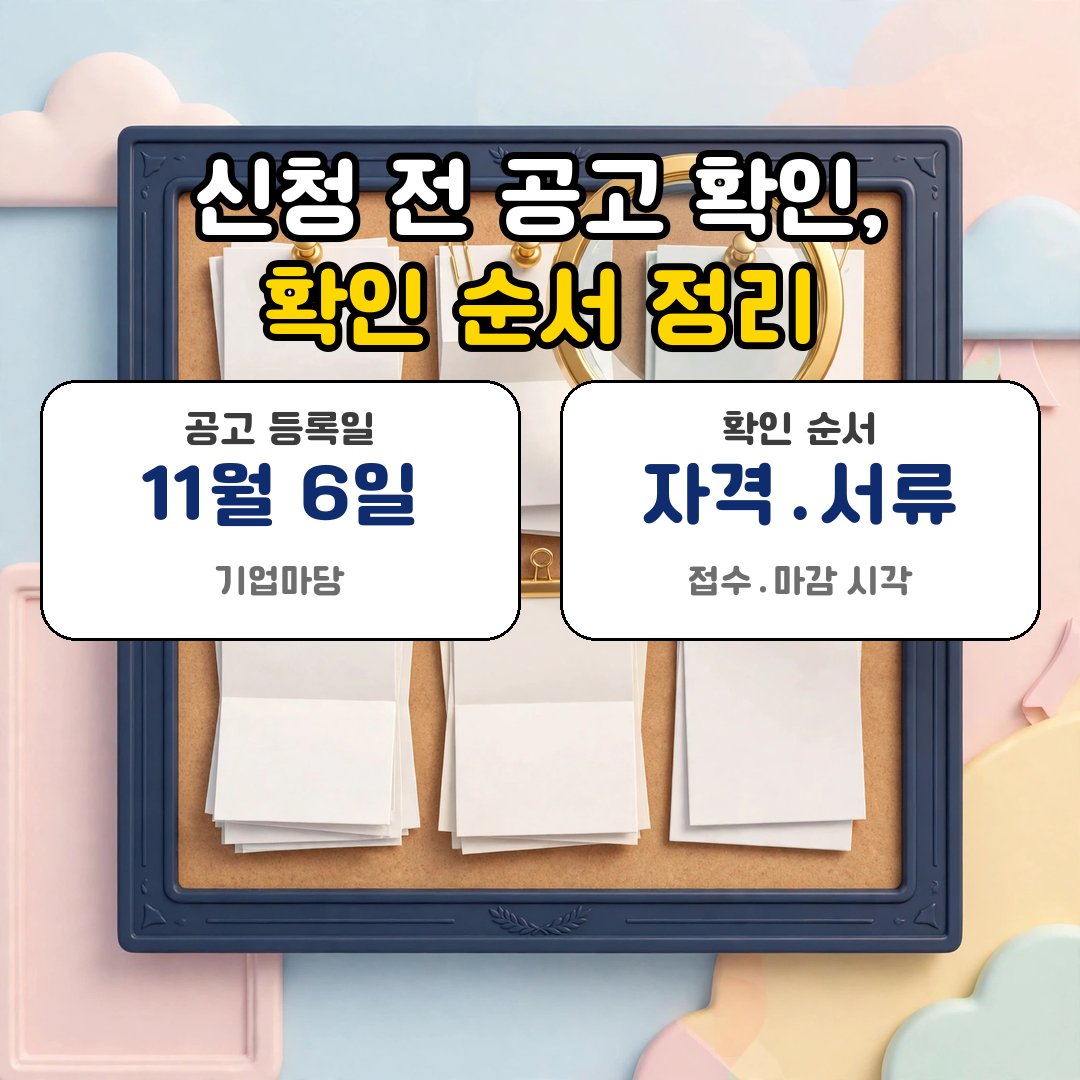 신청 전 공고 확인,
확인 순서 정리
공고 등록일
11월 6일
기업마당
확인 순서
자격.서류
접수.마감 시각